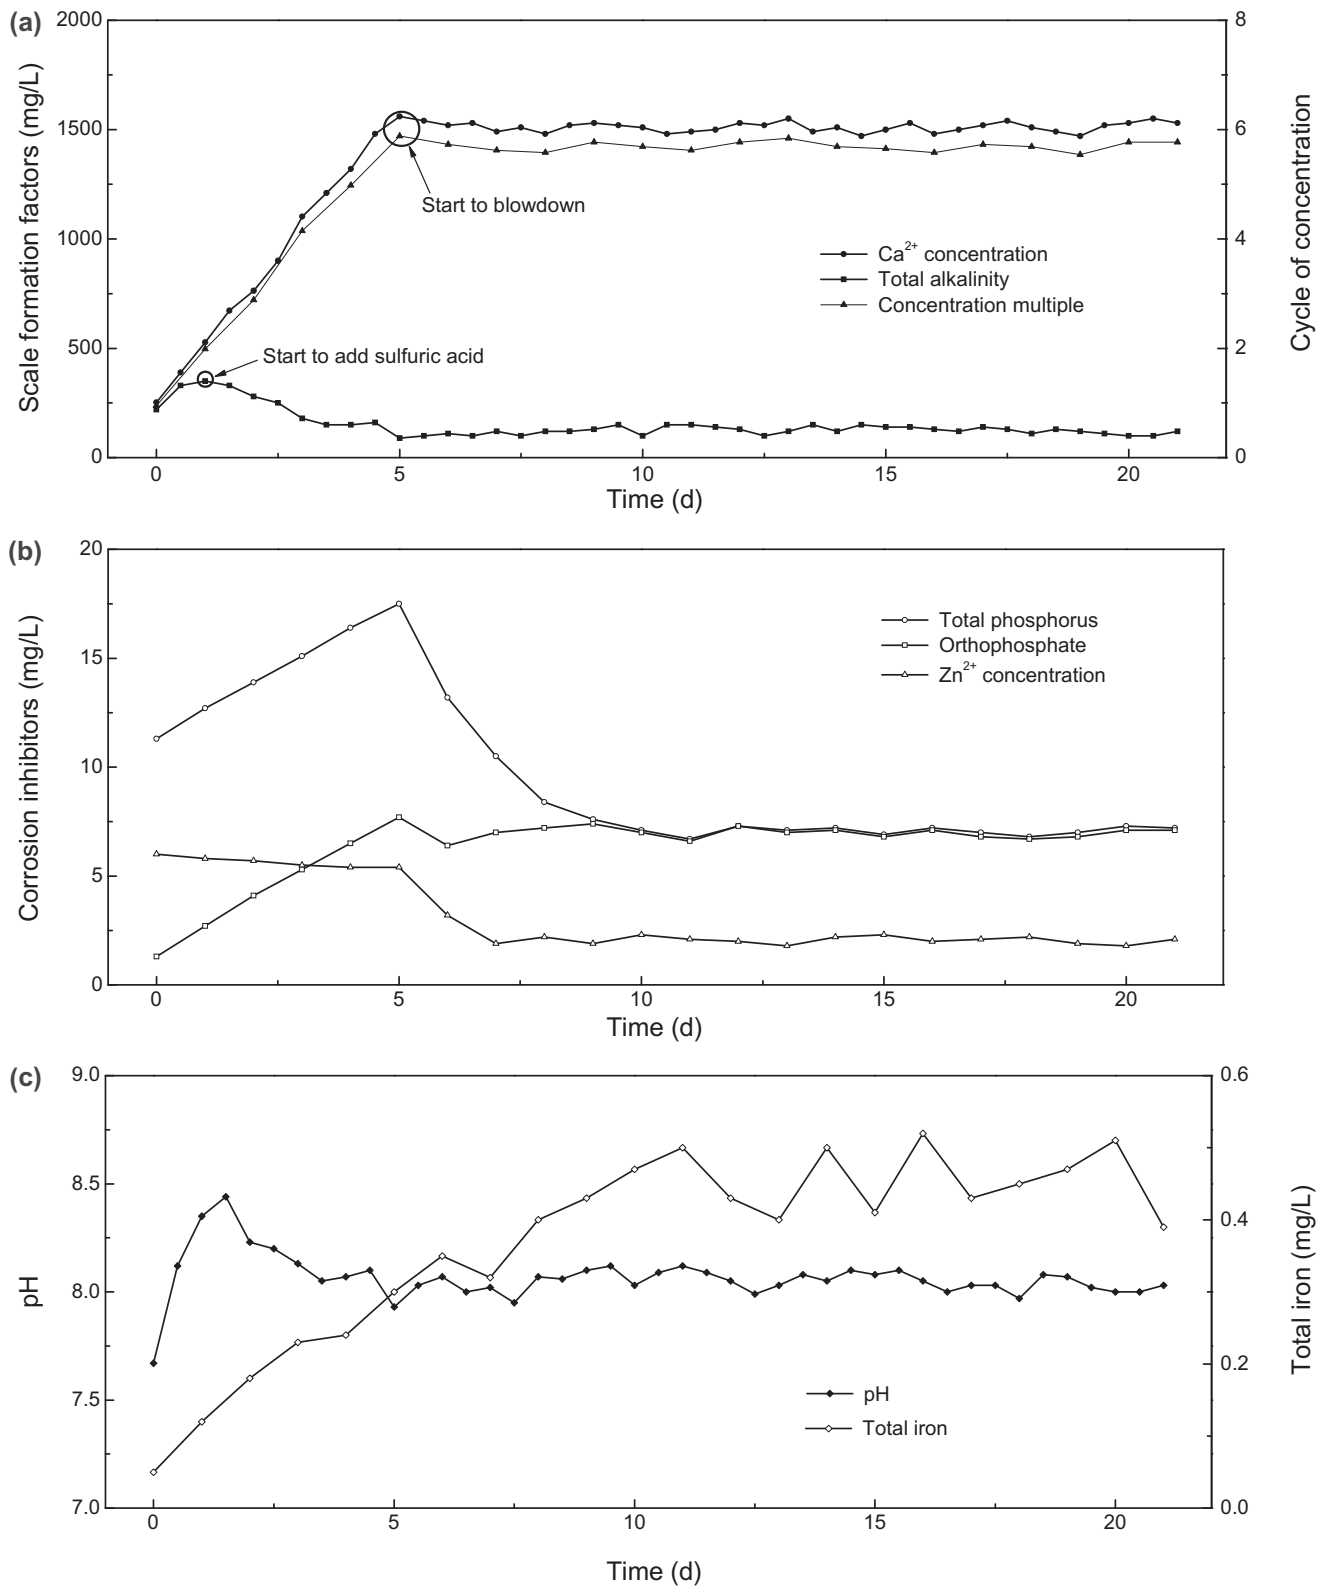 (a)
2000
1500
1000
500
0
Scale formation factors (mg/L)
8
6
4
2
0
Cycle of concentration
Start to blowdown
Start to add sulfuric acid
Ca2+ concentration
Total alkalinity
Concentration multiple
0 5 10 15 20
Time (d)
(b)
20
15
10
5
0
Corrosion inhibitors (mg/L)
Total phosphorus
Orthophosphate
Zn2+ concentration
0 5 10 15 20
Time (d)
(c)
9.0
8.5
8.0
7.5
7.0
pH
0.6
0.4
0.2
0.0
Total iron (mg/L)
pH
Total iron
0 5 10 15 20
Time (d)